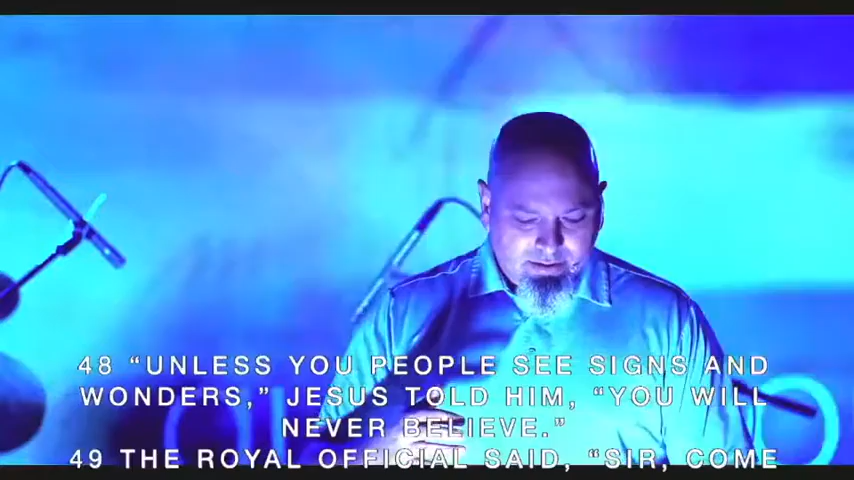 48 “UNLESS YOU PEOPLE SEE SIGNS AND
WONDERS,” JESUS TOLD HIM, “YOU WILL
NEVER BELIEVE.”
49 THE ROYAL OFFICIAL SAID, “SIR, COME